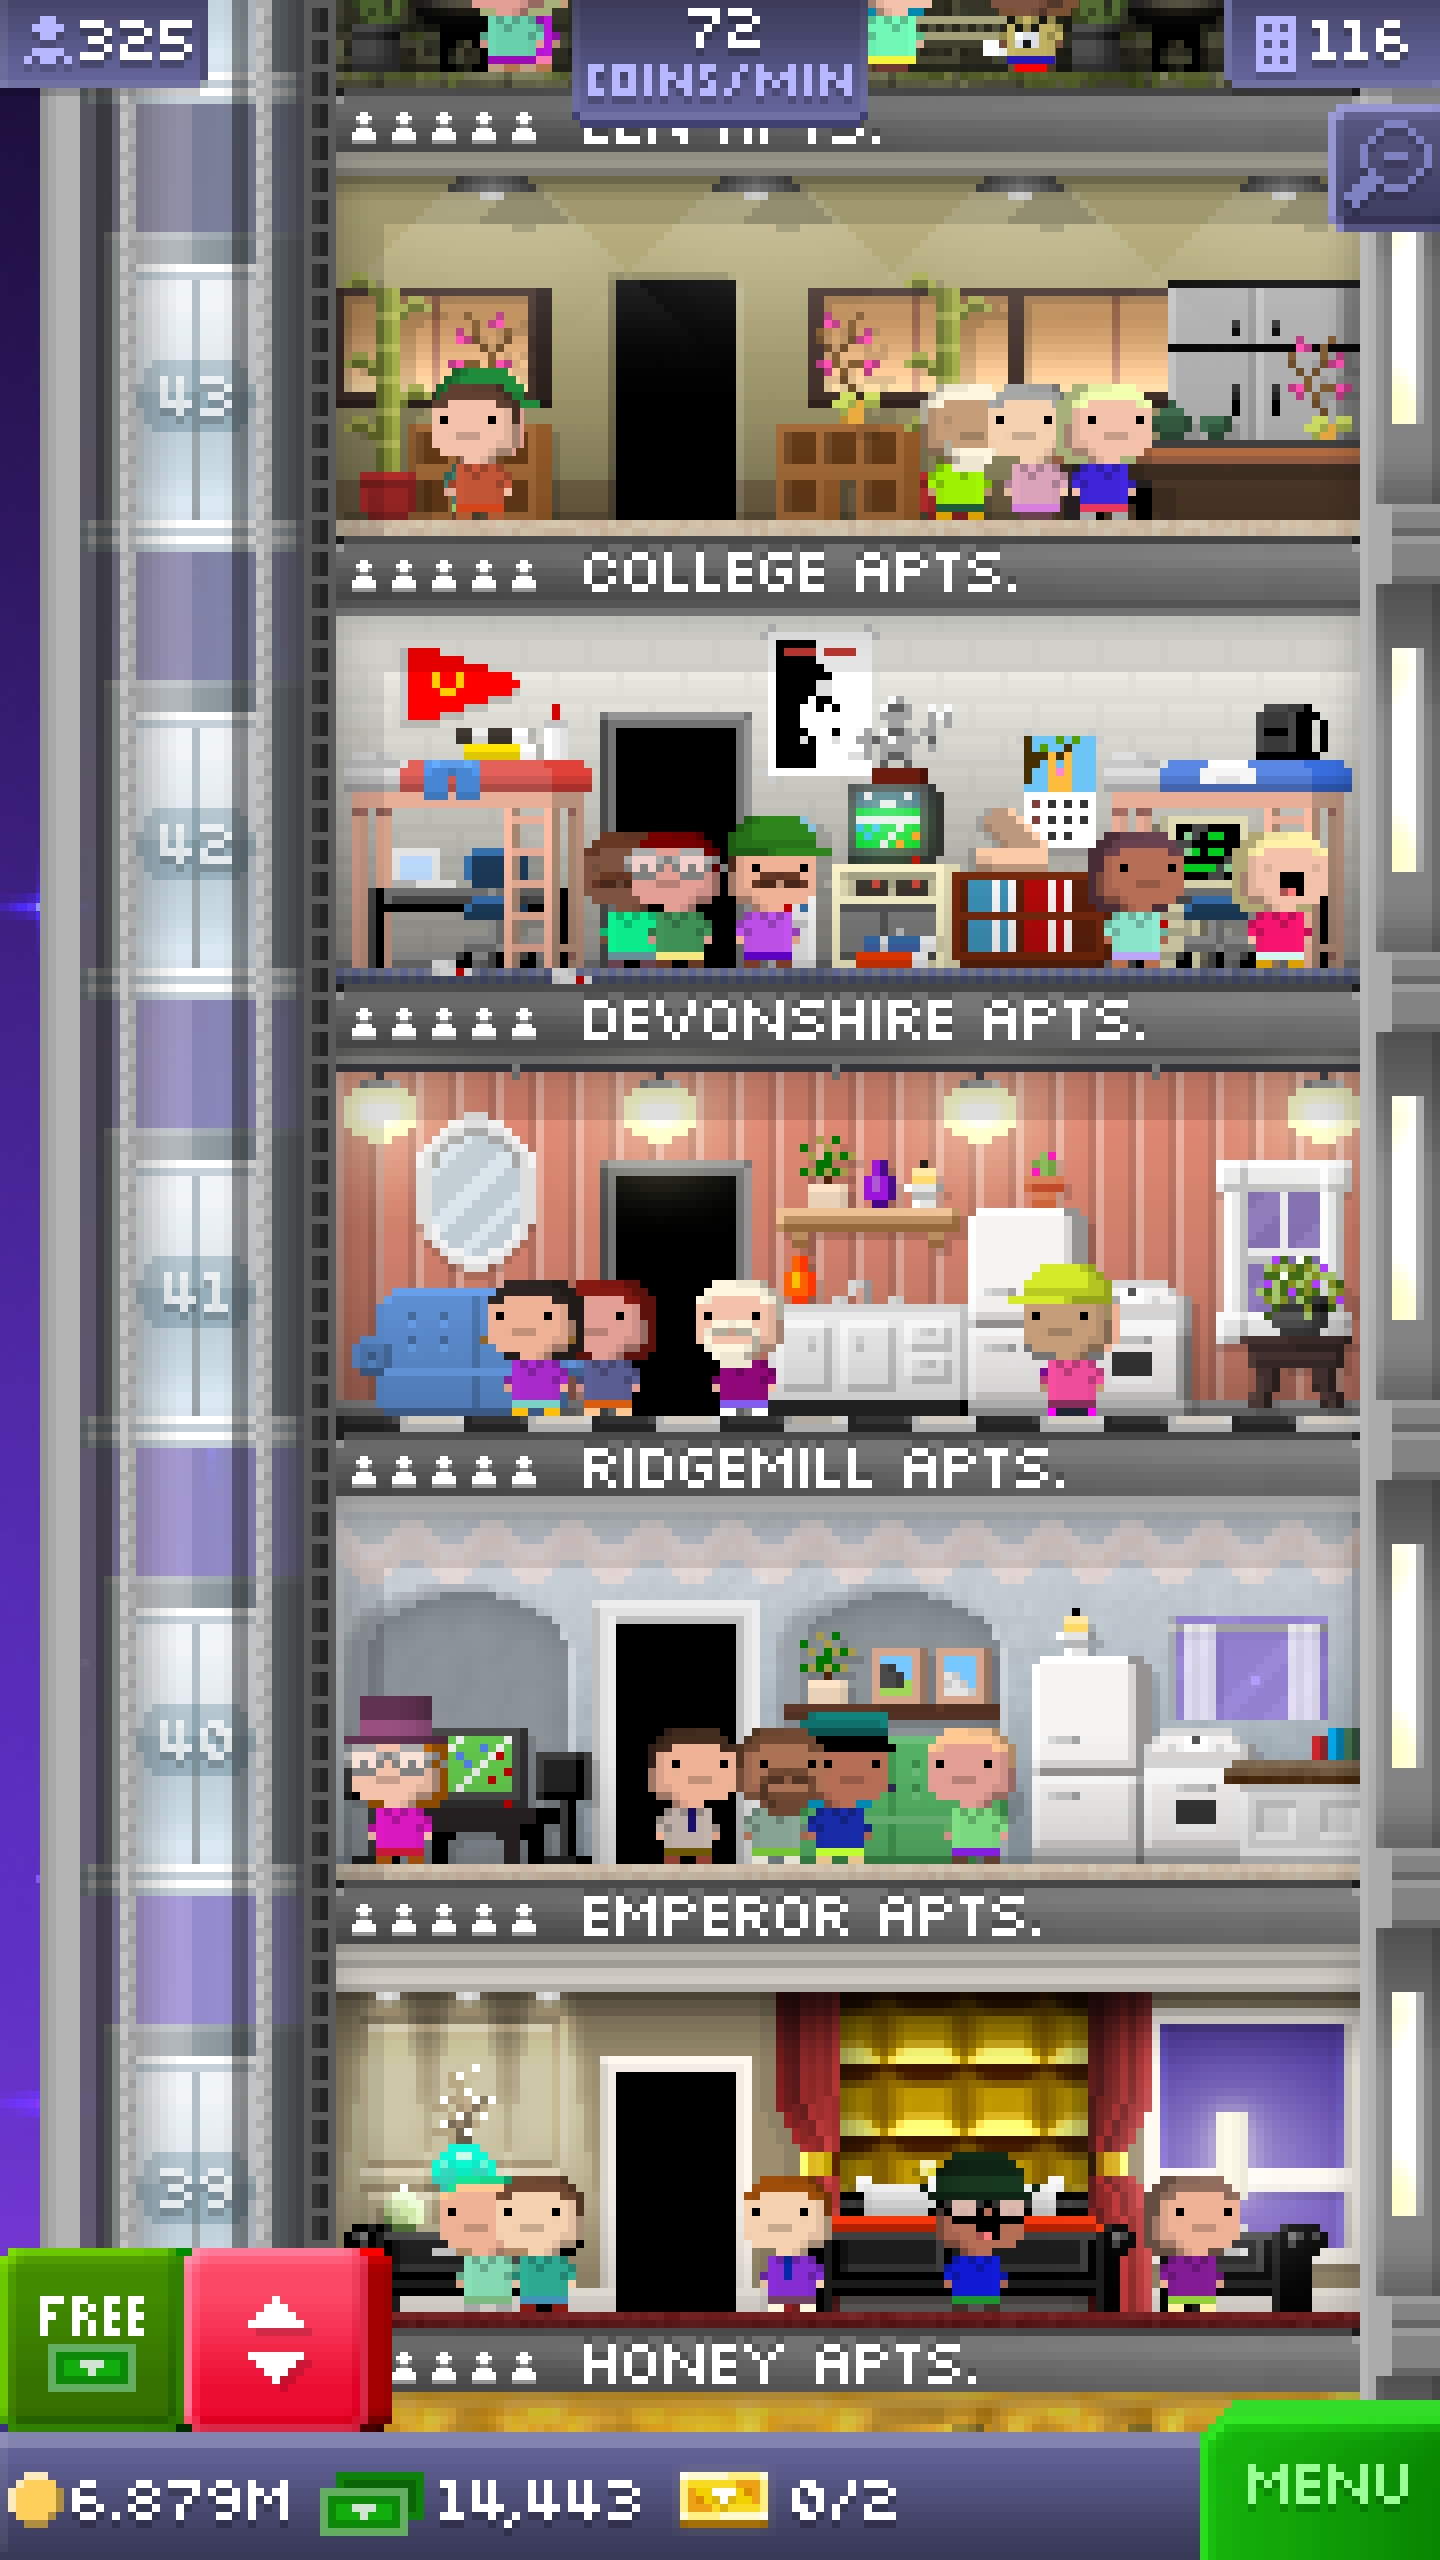 325
72
COINS/MIN
116
APTS.
43
COLLEGE APTS.
42
DEVONSHIRE APTS.
41
RIDGEMILL APTS.
40
EMPEROR APTS.
39
HONEY APTS.
FREE
6.879M
14,443
0/2
MENU